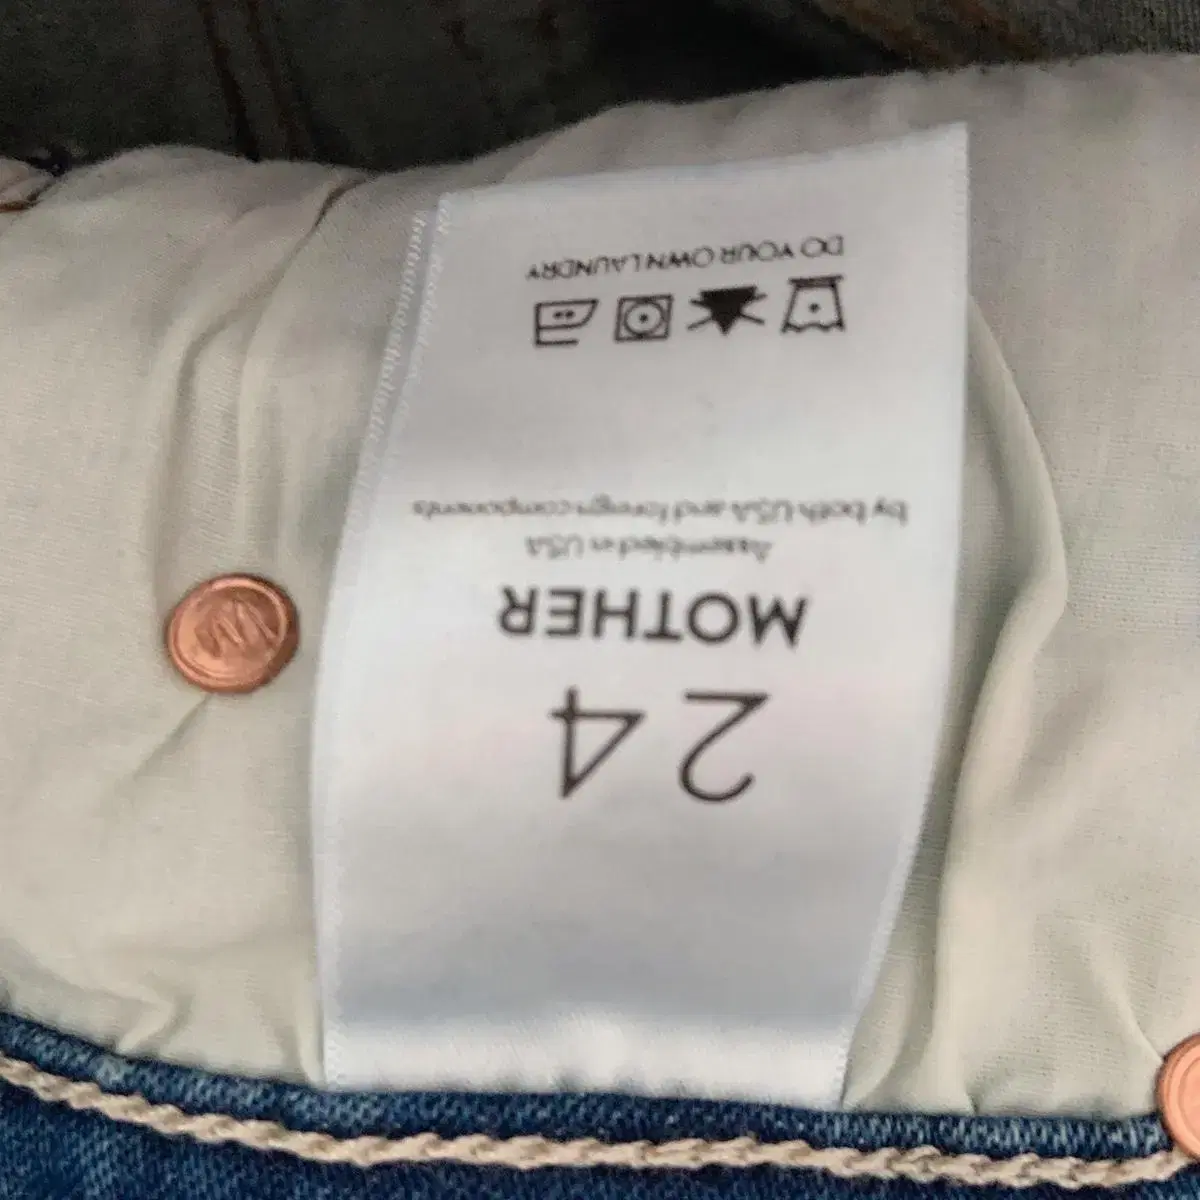 24
MOTHER
Assembled in USA
by both USA and foreign components
DO YOUR OWN LAUNDRY